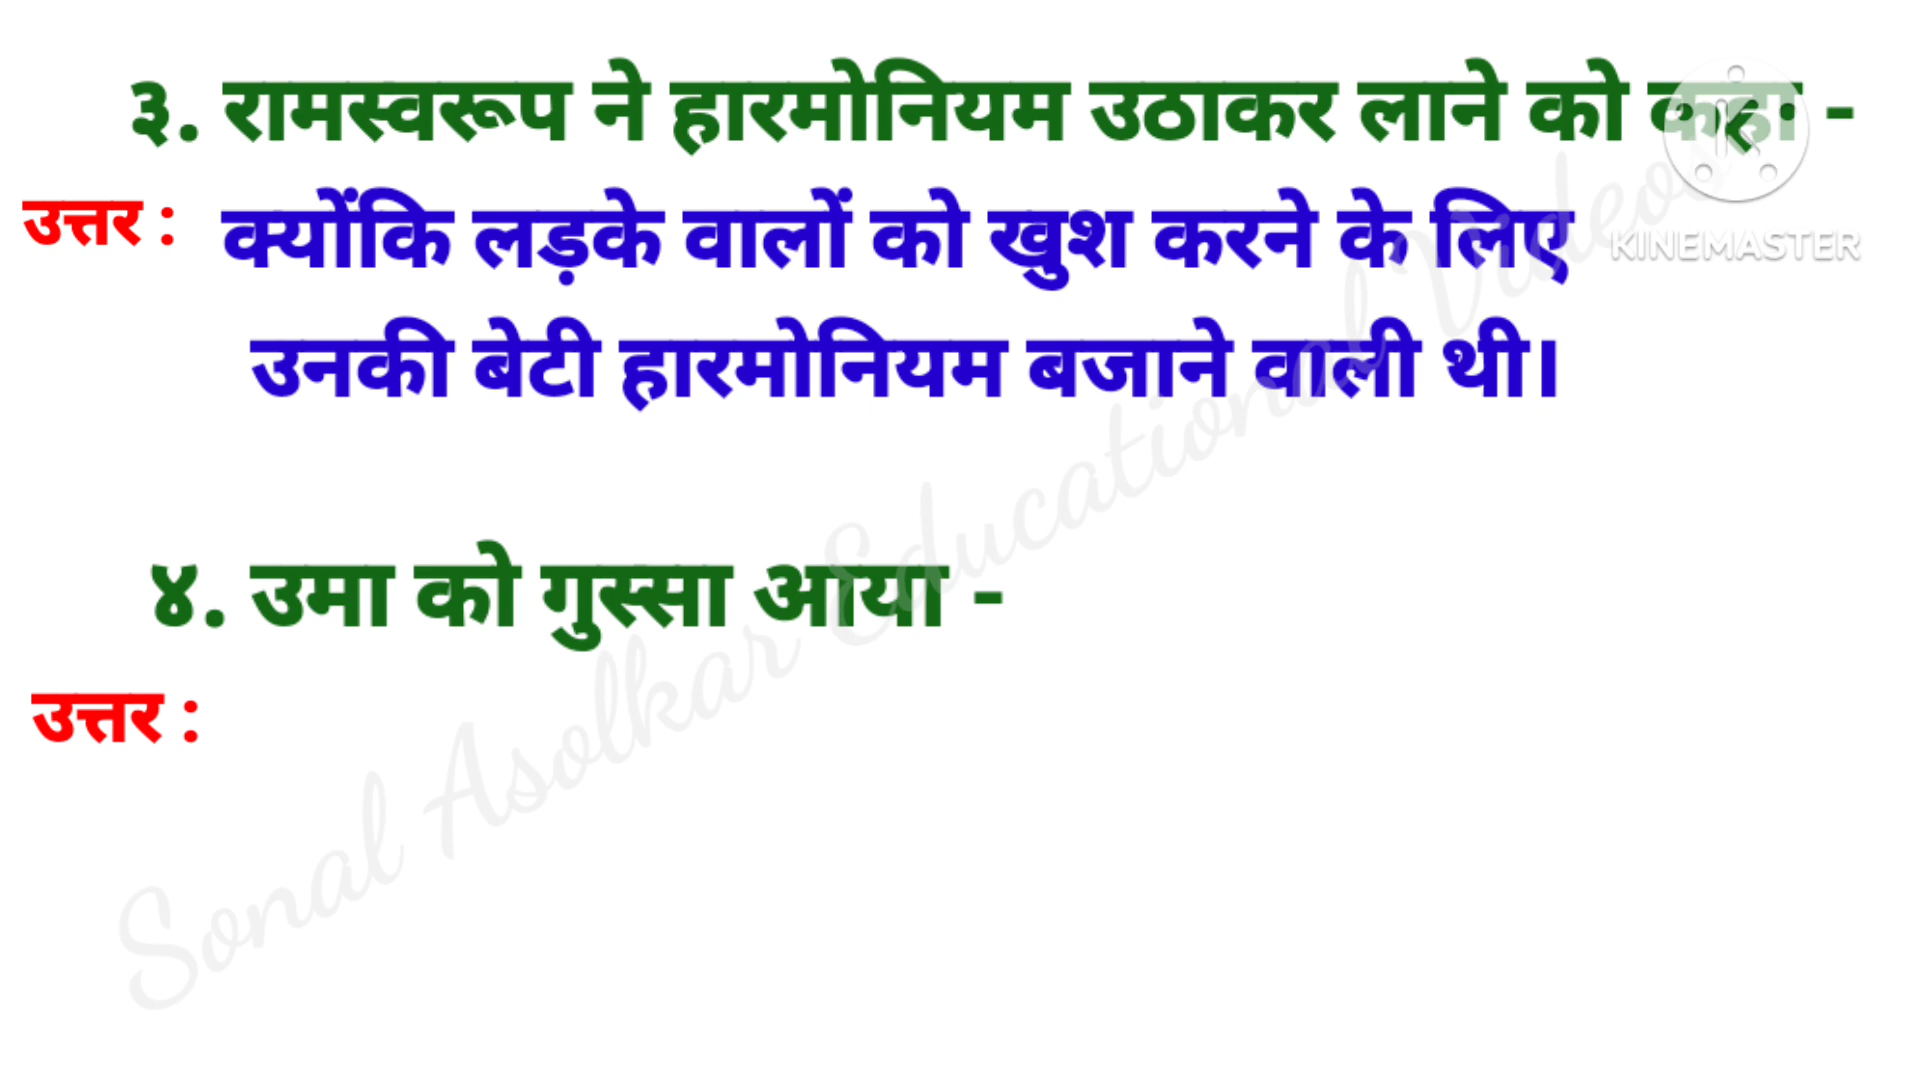 ३. रामस्वरूप ने हारमोनियम उठाकर लाने को कहा -
उत्तर : क्योंकि लड़के वालों को खुश करने के लिए
KINEMASTER
उनकी बेटी हारमोनियम बजाने वाली थी।
४. उमा को गुस्सा आया -
उत्तर :
Sonal Asolkar Educational Videos